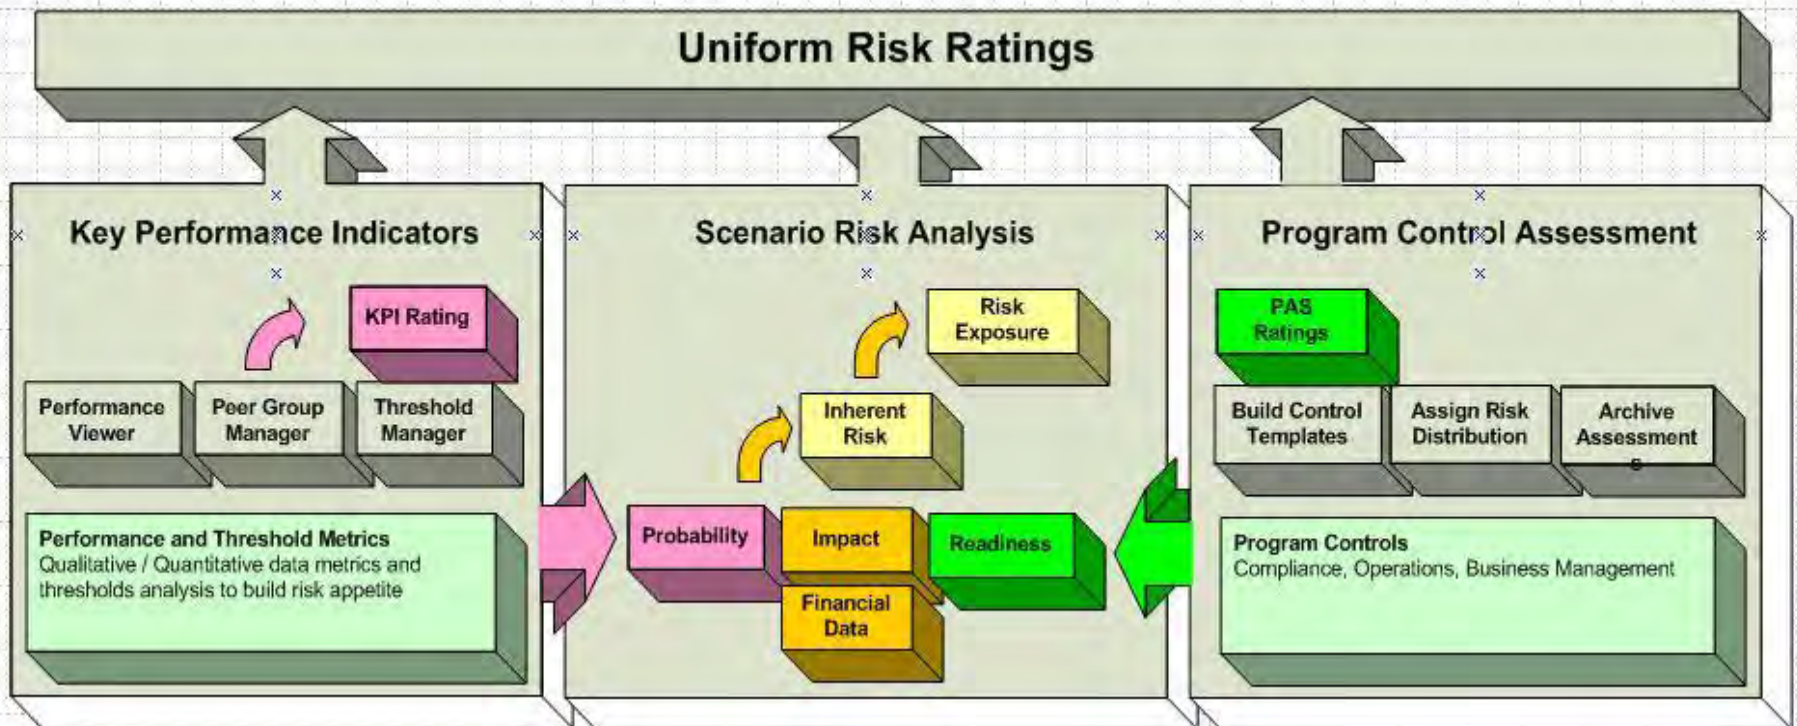 Uniform Risk Ratings
Key Performance Indicators
KPI Rating
Performance
Viewer
Peer Group
Manager
Threshold
Manager
Performance and Threshold Metrics
Qualitative / Quantitative data metrics and
thresholds analysis to build risk appetite
Scenario Risk Analysis
Risk
Exposure
Inherent
Risk
Probability
Impact
Readiness
Financial
Data
Program Control Assessment
PAS
Ratings
Build Control
Templates
Assign Risk
Distribution
Archive
Assessment
s
Program Controls
Compliance, Operations, Business Management